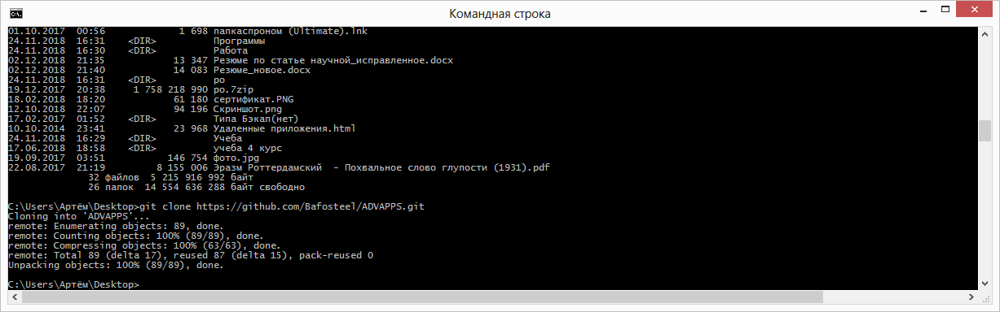 Командная строка
01.10.2017  00:56             1 698 папкаспроном (Ultimate).lnk
24.11.2018  16:31    <DIR>          Программы
24.11.2018  16:30    <DIR>          Работа
02.12.2018  21:35            13 347 Резюме по статье научной_исправленное.docx
02.12.2018  21:40            14 083 Резюме_новое.docx
24.11.2018  16:31    <DIR>          ро
19.12.2017  20:38     1 758 218 990 ро.7zip
18.02.2018  18:20            61 180 сертификат.PNG
12.10.2018  22:07            94 196 Скриншот.png
17.02.2017  01:52    <DIR>          Типа Бэкап(нет)
10.10.2014  23:41            23 968 Удаленные приложения.html
24.11.2018  16:29    <DIR>          Учеба
17.06.2018  18:58    <DIR>          учеба 4 курс
19.09.2017  03:51           146 754 фото.jpg
22.08.2017  21:19         8 155 006 Эразм Роттердамский  - Похвальное слово глупости (1931).pdf
              32 файлов  5 215 916 992 байт
              26 папок  14 554 636 288 байт свободно
C:\Users\Артём\Desktop>git clone https://github.com/Bafosteel/ADVAPPS.git
Cloning into 'ADVAPPS'...
remote: Enumerating objects: 89, done.
remote: Counting objects: 100% (89/89), done.
remote: Compressing objects: 100% (63/63), done.
remote: Total 89 (delta 17), reused 87 (delta 15), pack-reused 0
Unpacking objects: 100% (89/89), done.
C:\Users\Артём\Desktop>